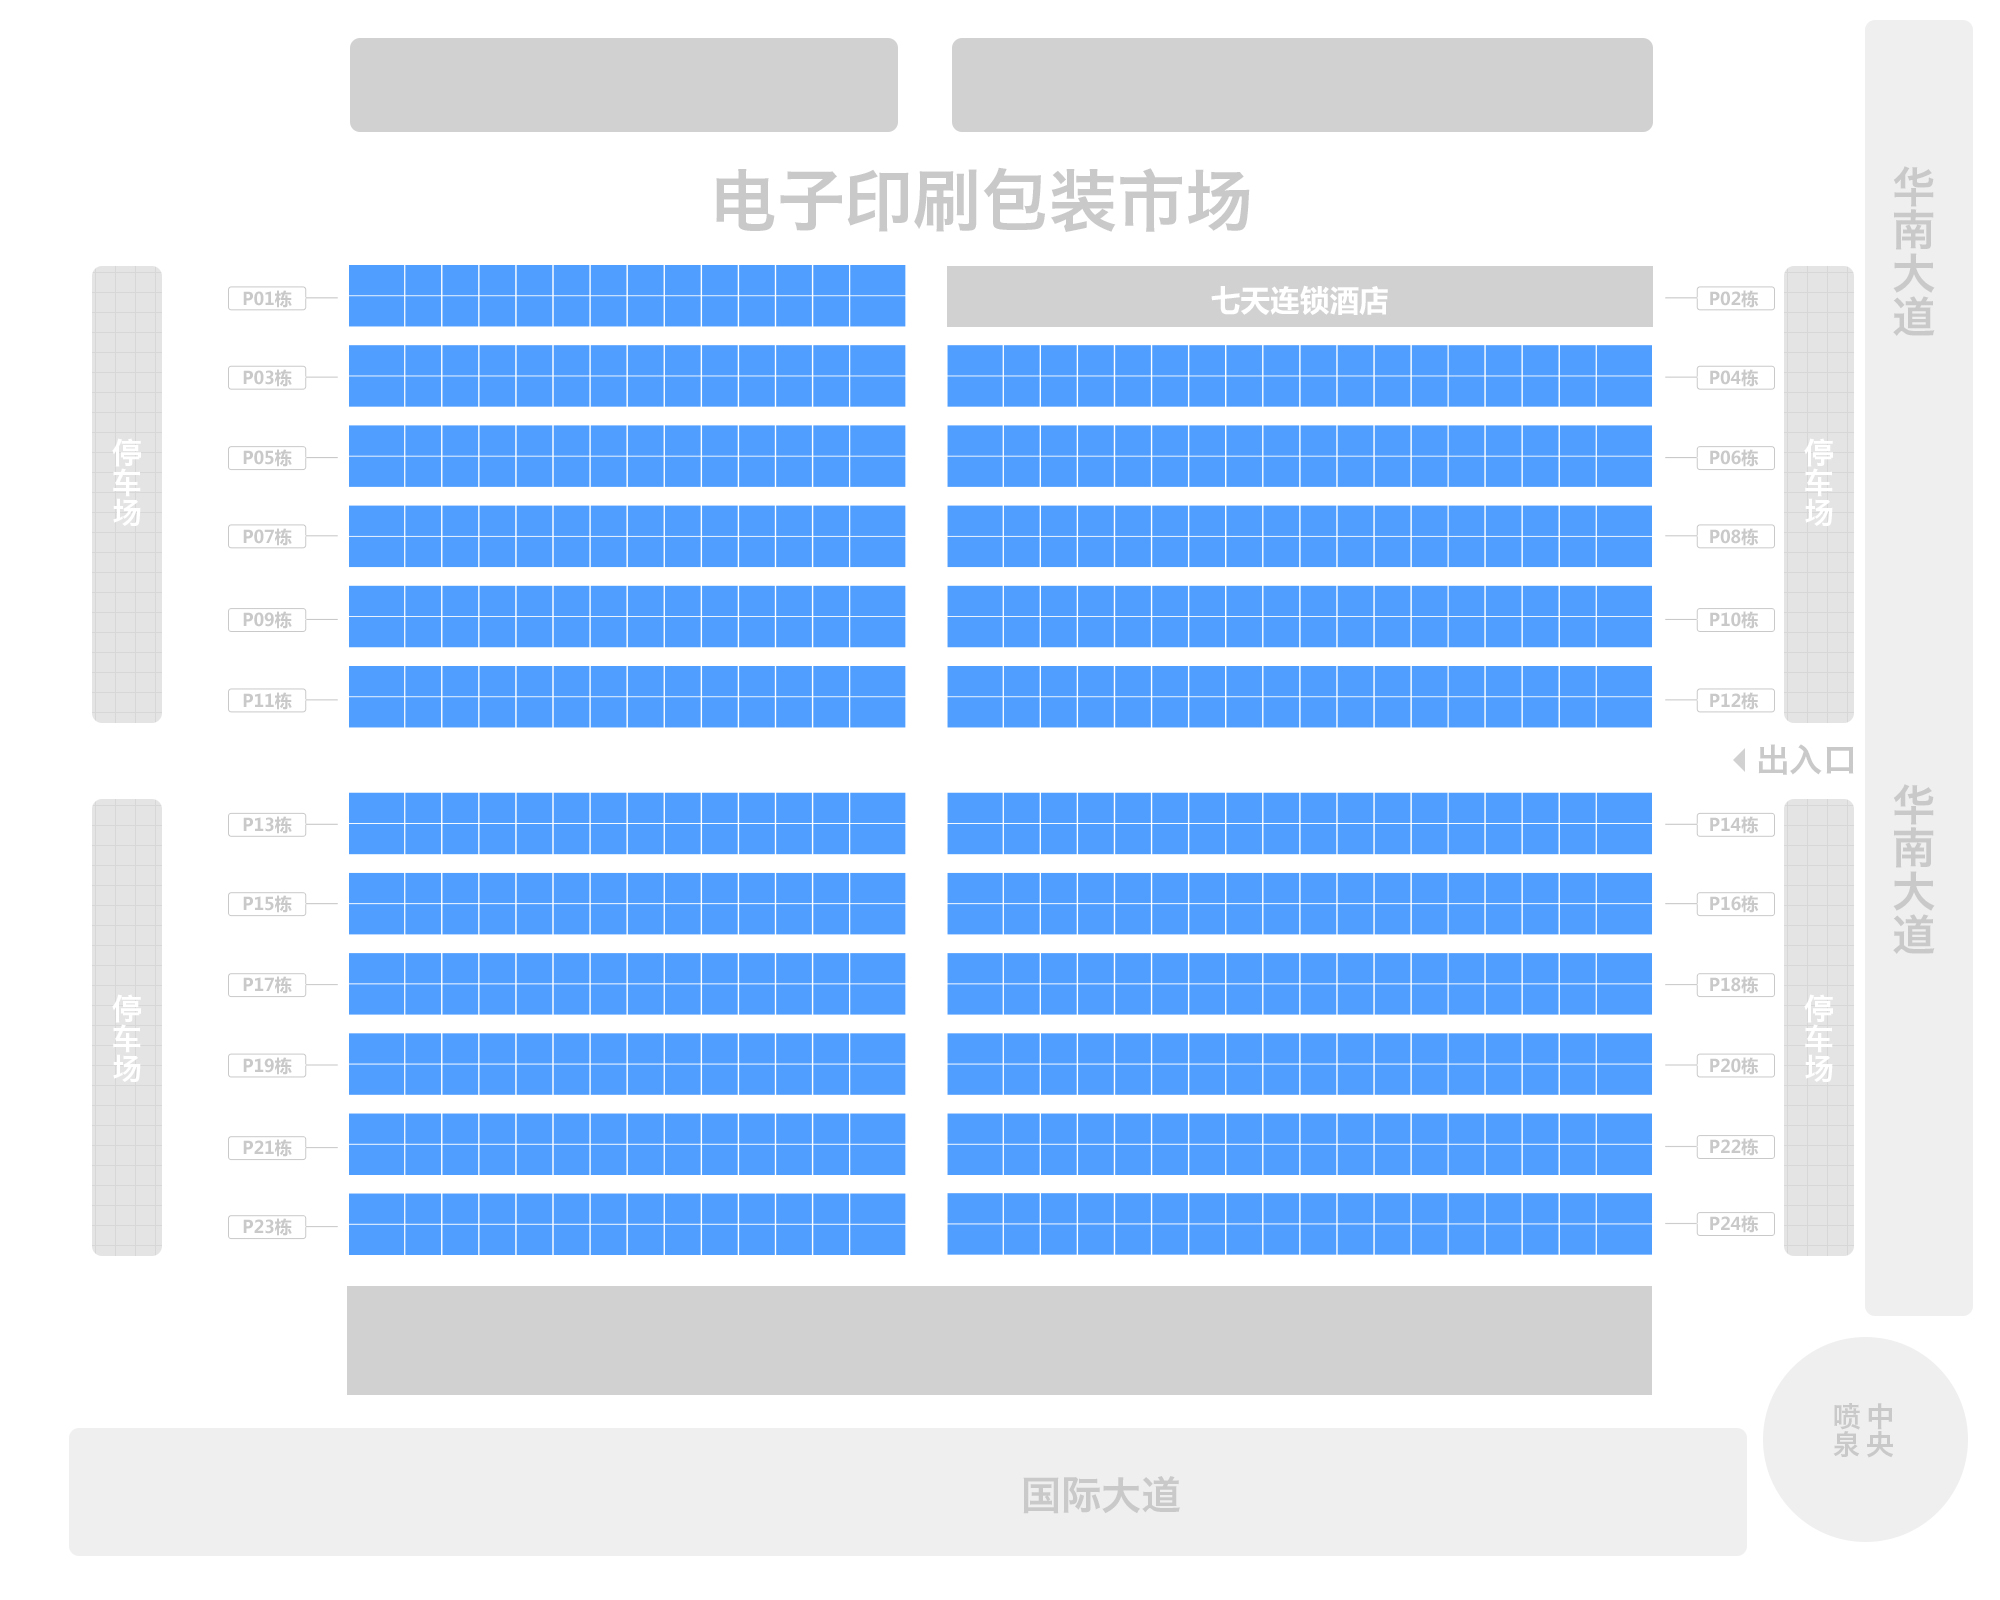 电子印刷包装市场
华南大道
P01栋
七天连锁酒店
P02栋
P03栋
P04栋
停车场
P05栋
P06栋
停车场
P07栋
P08栋
P09栋
P10栋
P11栋
P12栋
出入口
华南大道
P13栋
P14栋
P15栋
P16栋
P17栋
P18栋
停车场
P19栋
P20栋
停车场
P21栋
P22栋
P23栋
P24栋
中央
喷泉
国际大道